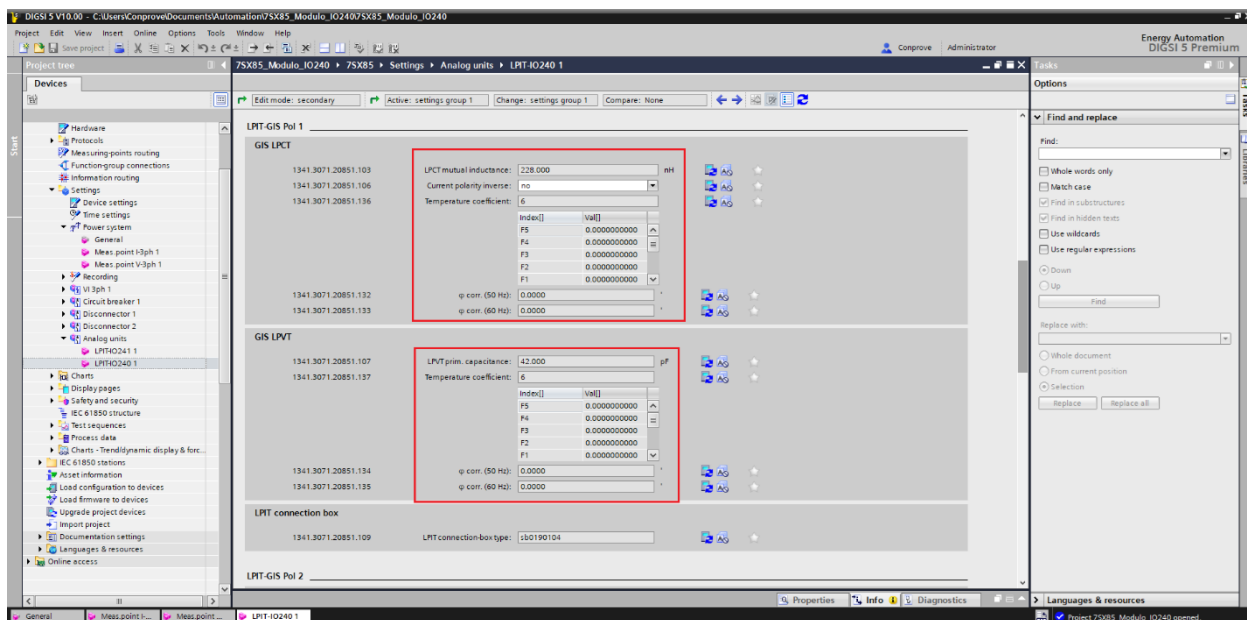 DIGSI 5 V10.00 - C:\Users\Conprove\Documents\Automation\7SX85_Modulo_IO240\7SX85_Modulo_IO240
Project Edit View Insert Online Options Tools Window Help
Save project
Conprove Administrator
Energy Automation
DIGSI 5 Premium
Project tree
7SX85_Modulo_IO240 7SX85 Settings Analog units LPIT-IO240 1
Tasks
Devices
Options
Edit mode: secondary Active: settings group 1 Change: settings group 1 Compare: None
Start
Hardware
Protocols
Measuring-points routing
Function-group connections
Information routing
Settings
Device settings
Time settings
Power system
General
Meas.point I-3ph 1
Meas.point V-3ph 1
Recording
VI 3ph 1
Circuit breaker 1
Disconnector 1
Disconnector 2
Analog units
LPIT-IO241 1
LPIT-IO240 1
Charts
Display pages
Safety and security
IEC 61850 structure
Test sequences
Process data
Charts - Trend/dynamic display & forc...
IEC 61850 stations
Asset information
Load configuration to devices
Load firmware to devices
Upgrade project devices
Import project
Documentation settings
Languages & resources
Online access
LPIT-GIS Pol 1
GIS LPCT
1341.3071.20851.103 LPCT mutual inductance: 228.000 nH
1341.3071.20851.106 Current polarity inverse: no
1341.3071.20851.136 Temperature coefficient: 6
Index[] Val[]
F5 0.0000000000
F4 0.0000000000
F3 0.0000000000
F2 0.0000000000
F1 0.0000000000
1341.3071.20851.132 φ corr. (50 Hz): 0.0000 '
1341.3071.20851.133 φ corr. (60 Hz): 0.0000 '
GIS LPVT
1341.3071.20851.107 LPVT prim. capacitance: 42.000 pF
1341.3071.20851.137 Temperature coefficient: 6
Index[] Val[]
F5 0.0000000000
F4 0.0000000000
F3 0.0000000000
F2 0.0000000000
F1 0.0000000000
1341.3071.20851.134 φ corr. (50 Hz): 0.0000 '
1341.3071.20851.135 φ corr. (60 Hz): 0.0000 '
LPIT connection box
1341.3071.20851.109 LPIT connection-box type: sb0190104
LPIT-GIS Pol 2
Find and replace
Find:
Whole words only
Match case
Find in substructures
Find in hidden texts
Use wildcards
Use regular expressions
Down
Up
Find
Replace with:
Whole document
From current position
Selection
Replace Replace all
Tasks
Libraries
Properties Info Diagnostics
Languages & resources
General Meas.point I-... Meas.point ... LPIT-IO240 1
Project 7SX85_Modulo_IO240 opened.